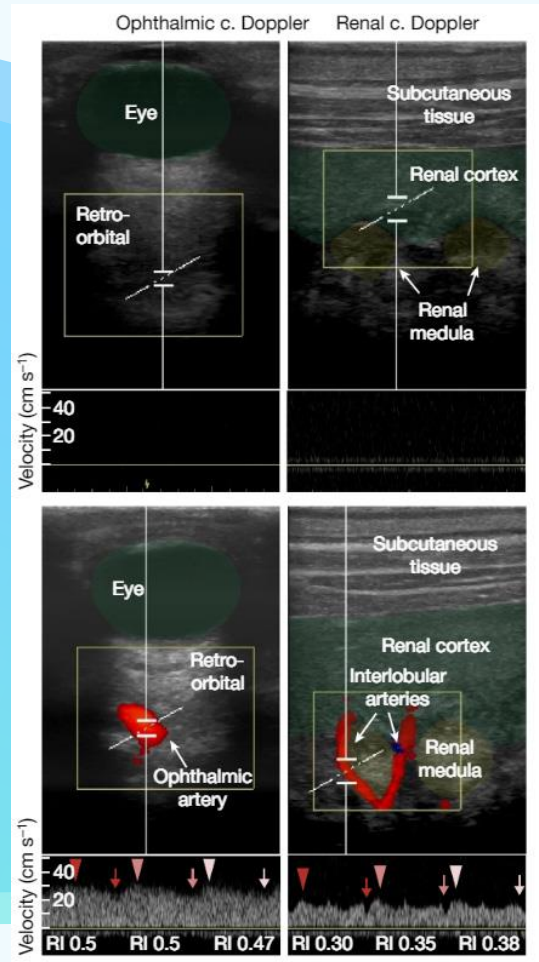 Ophthalmic c. Doppler
Renal c. Doppler
Eye
Retro-
orbital
Subcutaneous
tissue
Renal cortex
Renal
medula
Velocity (cm s⁻¹)
40
20
Eye
Retro-
orbital
Ophthalmic
artery
Subcutaneous
tissue
Renal cortex
Interlobular
arteries
Renal
medula
Velocity (cm s⁻¹)
40
20
RI 0.5 RI 0.5 RI 0.47
RI 0.30 RI 0.35 RI 0.38